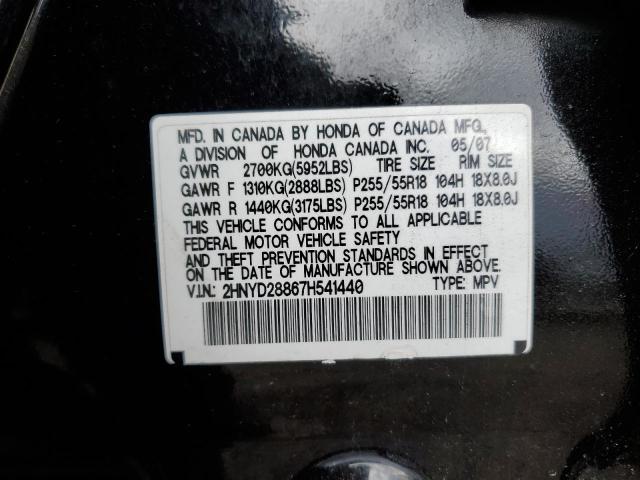 MFD. IN CANADA BY HONDA OF CANADA MFG.,
A DIVISION OF HONDA CANADA INC. 05/07
GVWR 2700KG(5952LBS) TIRE SIZE RIM SIZE
GAWR F 1310KG(2888LBS) P255/55R18 104H 18X8.0J
GAWR R 1440KG(3175LBS) P255/55R18 104H 18X8.0J
THIS VEHICLE CONFORMS TO ALL APPLICABLE
FEDERAL MOTOR VEHICLE SAFETY
AND THEFT PREVENTION STANDARDS IN EFFECT
ON THE DATE OF MANUFACTURE SHOWN ABOVE.
V.I.N.: 2HNYD28867H541440 TYPE: MPV